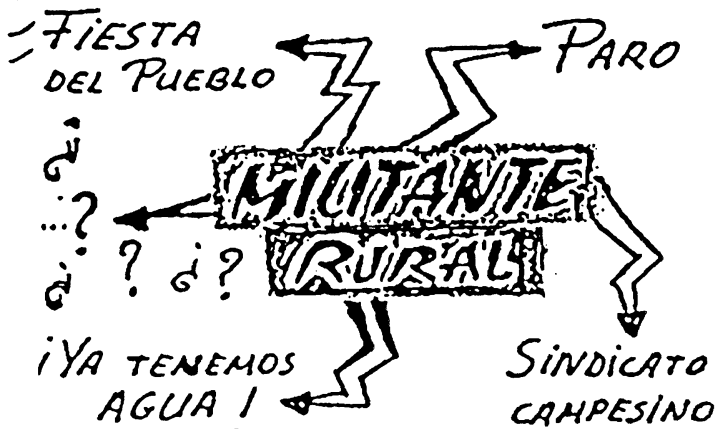 FIESTA
DEL PUEBLO
PARO
¿
...?
¿ ? ¿ ?
MILITANTE
RURAL
¡YA TENEMOS
AGUA!
SINDICATO
CAMPESINO